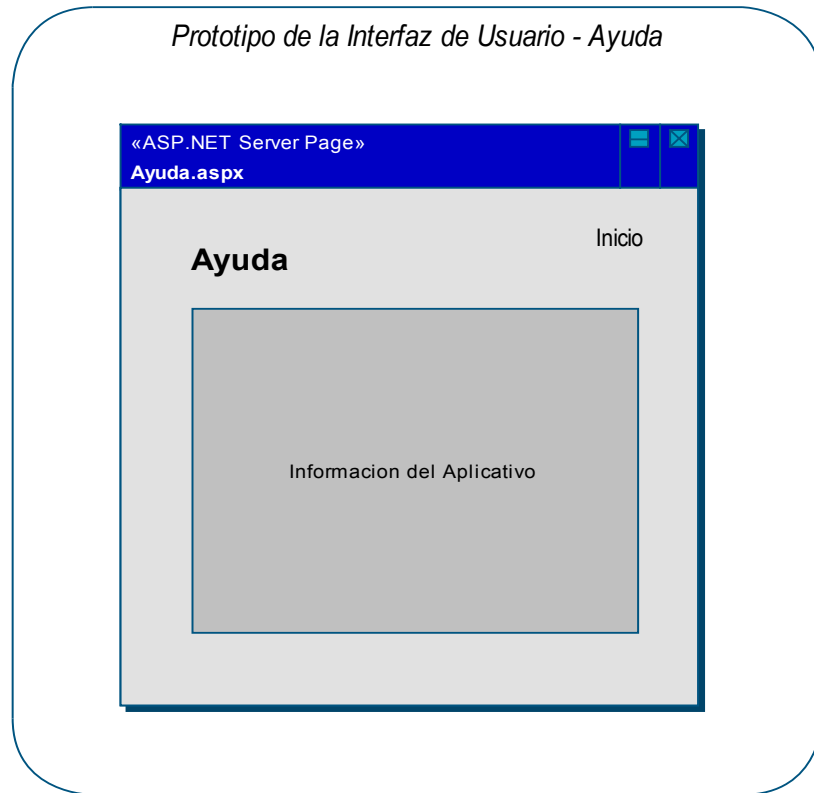 Prototipo de la Interfaz de Usuario - Ayuda
«ASP.NET Server Page»
Ayuda.aspx
Inicio
Ayuda
Informacion del Aplicativo